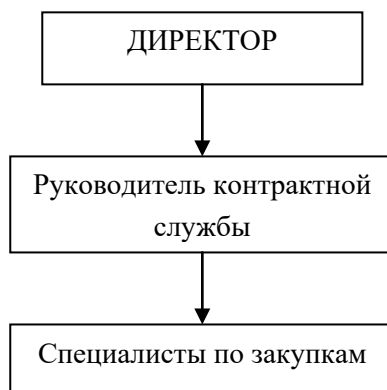 ДИРЕКТОР
Руководитель контрактной
службы
Специалисты по закупкам